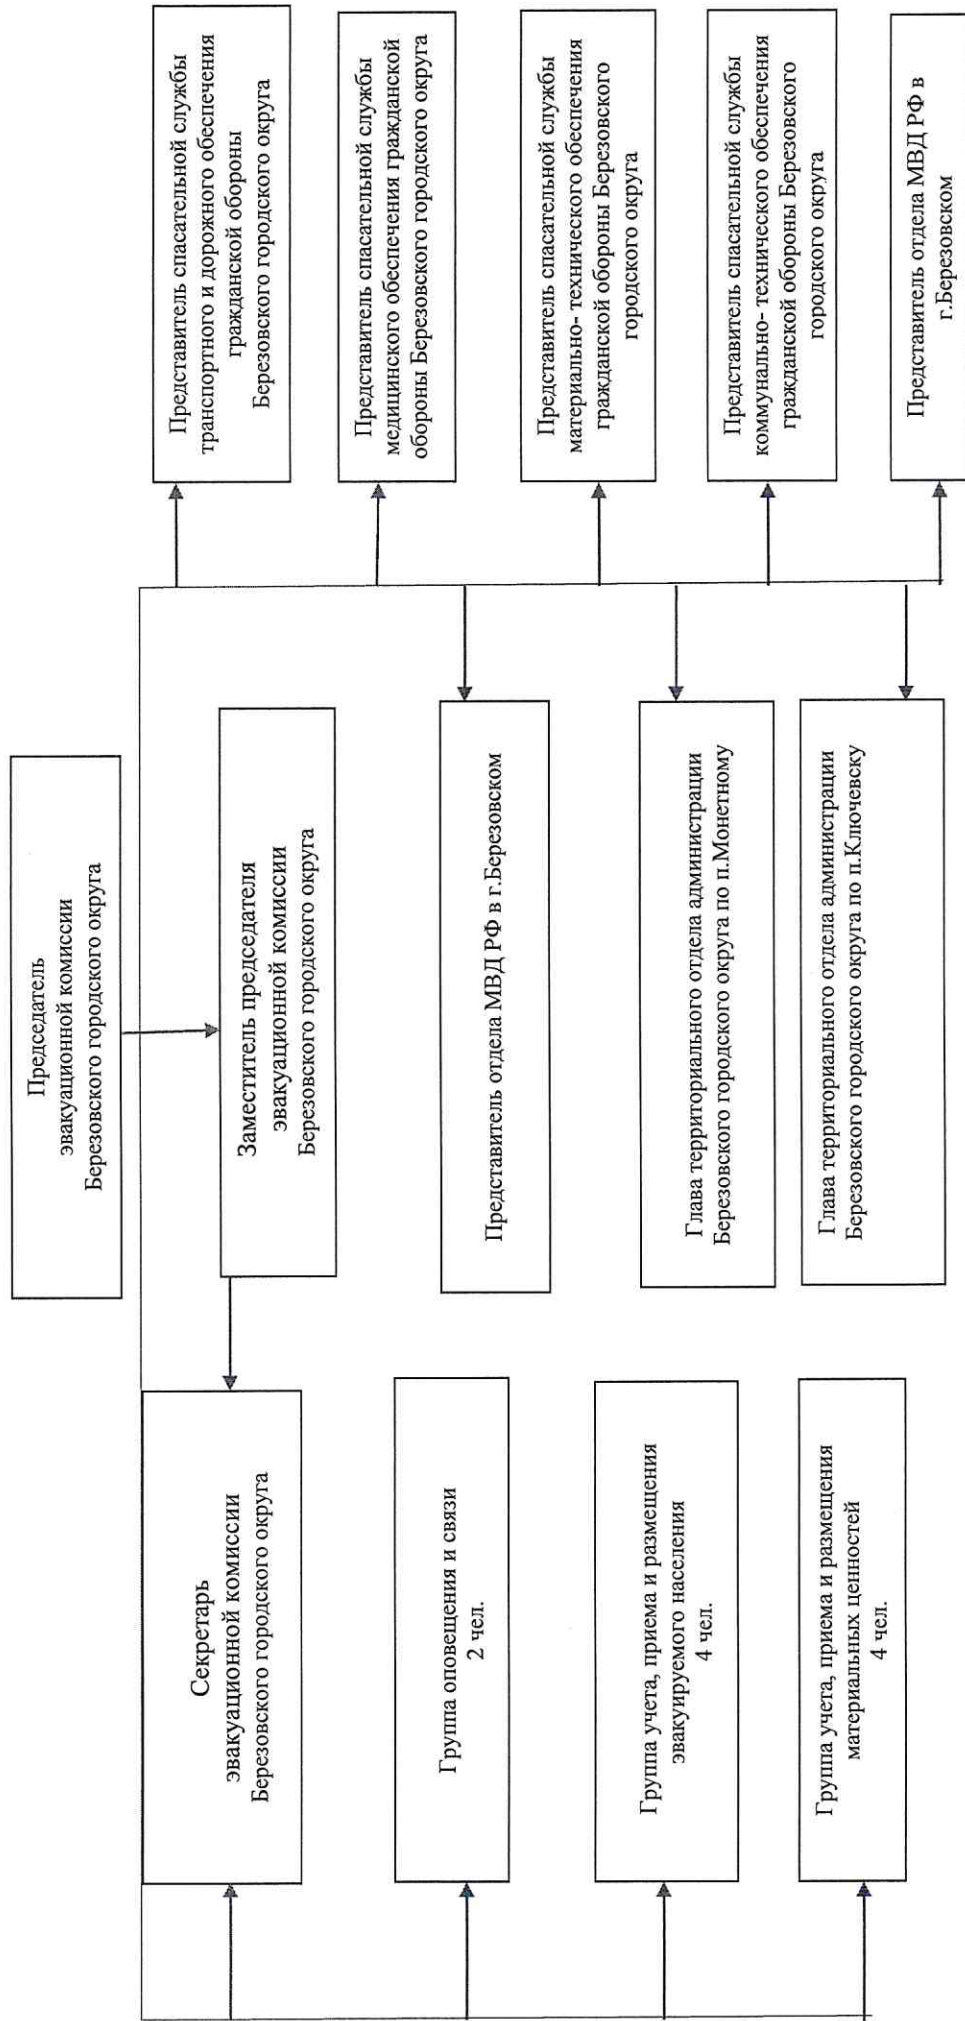 Председатель
эвакуационной комиссии
Березовского городского округа
Заместитель председателя
эвакуационной комиссии
Березовского городского округа
Секретарь
эвакуационной комиссии
Березовского городского округа
Группа оповещения и связи
2 чел.
Группа учета, приема и размещения
эвакуируемого населения
4 чел.
Группа учета, приема и размещения
материальных ценностей
4 чел.
Представитель отдела МВД РФ в г.Березовском
Глава территориального отдела администрации
Березовского городского округа по п.Монетному
Глава территориального отдела администрации
Березовского городского округа по п.Ключевску
Представитель спасательной службы
транспортного и дорожного обеспечения
гражданской обороны
Березовского городского округа
Представитель спасательной службы
медицинского обеспечения гражданской
обороны Березовского городского округа
Представитель спасательной службы
материально- технического обеспечения
гражданской обороны Березовского
городского округа
Представитель спасательной службы
коммунально- технического обеспечения
гражданской обороны Березовского
городского округа
Представитель отдела МВД РФ в
г.Березовском